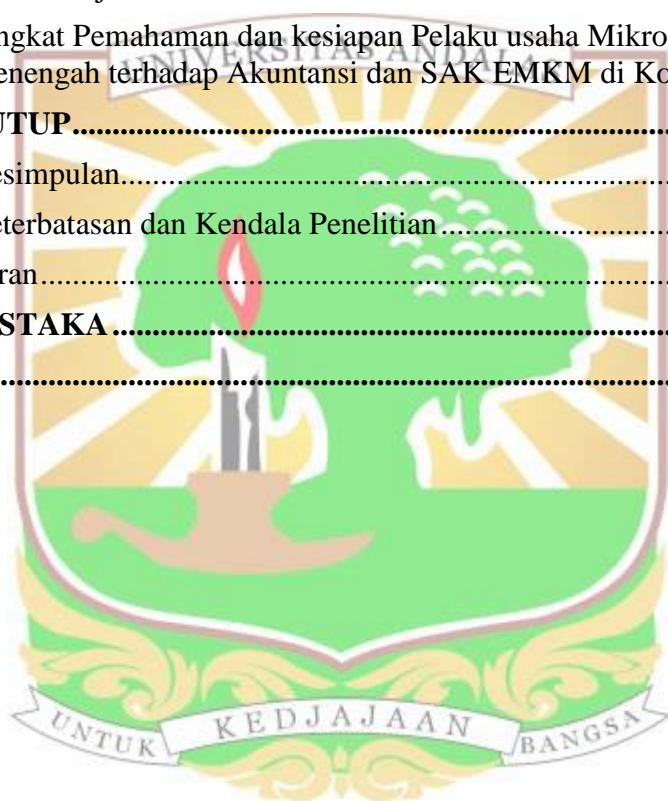 ngkat Pemahaman dan kesiapan Pelaku usaha Mikro
UNIVERSITAS ANDALAS
enengah terhadap Akuntansi dan SAK EMKM di Ko
UTUP..........................................................................
esimpulan..........................................................................
eterbatasan dan Kendala Penelitian..............................
ran..........................................................................
STAKA..........................................................................
..........................................................................
UNTUK KEDJAJAAN BANGSA